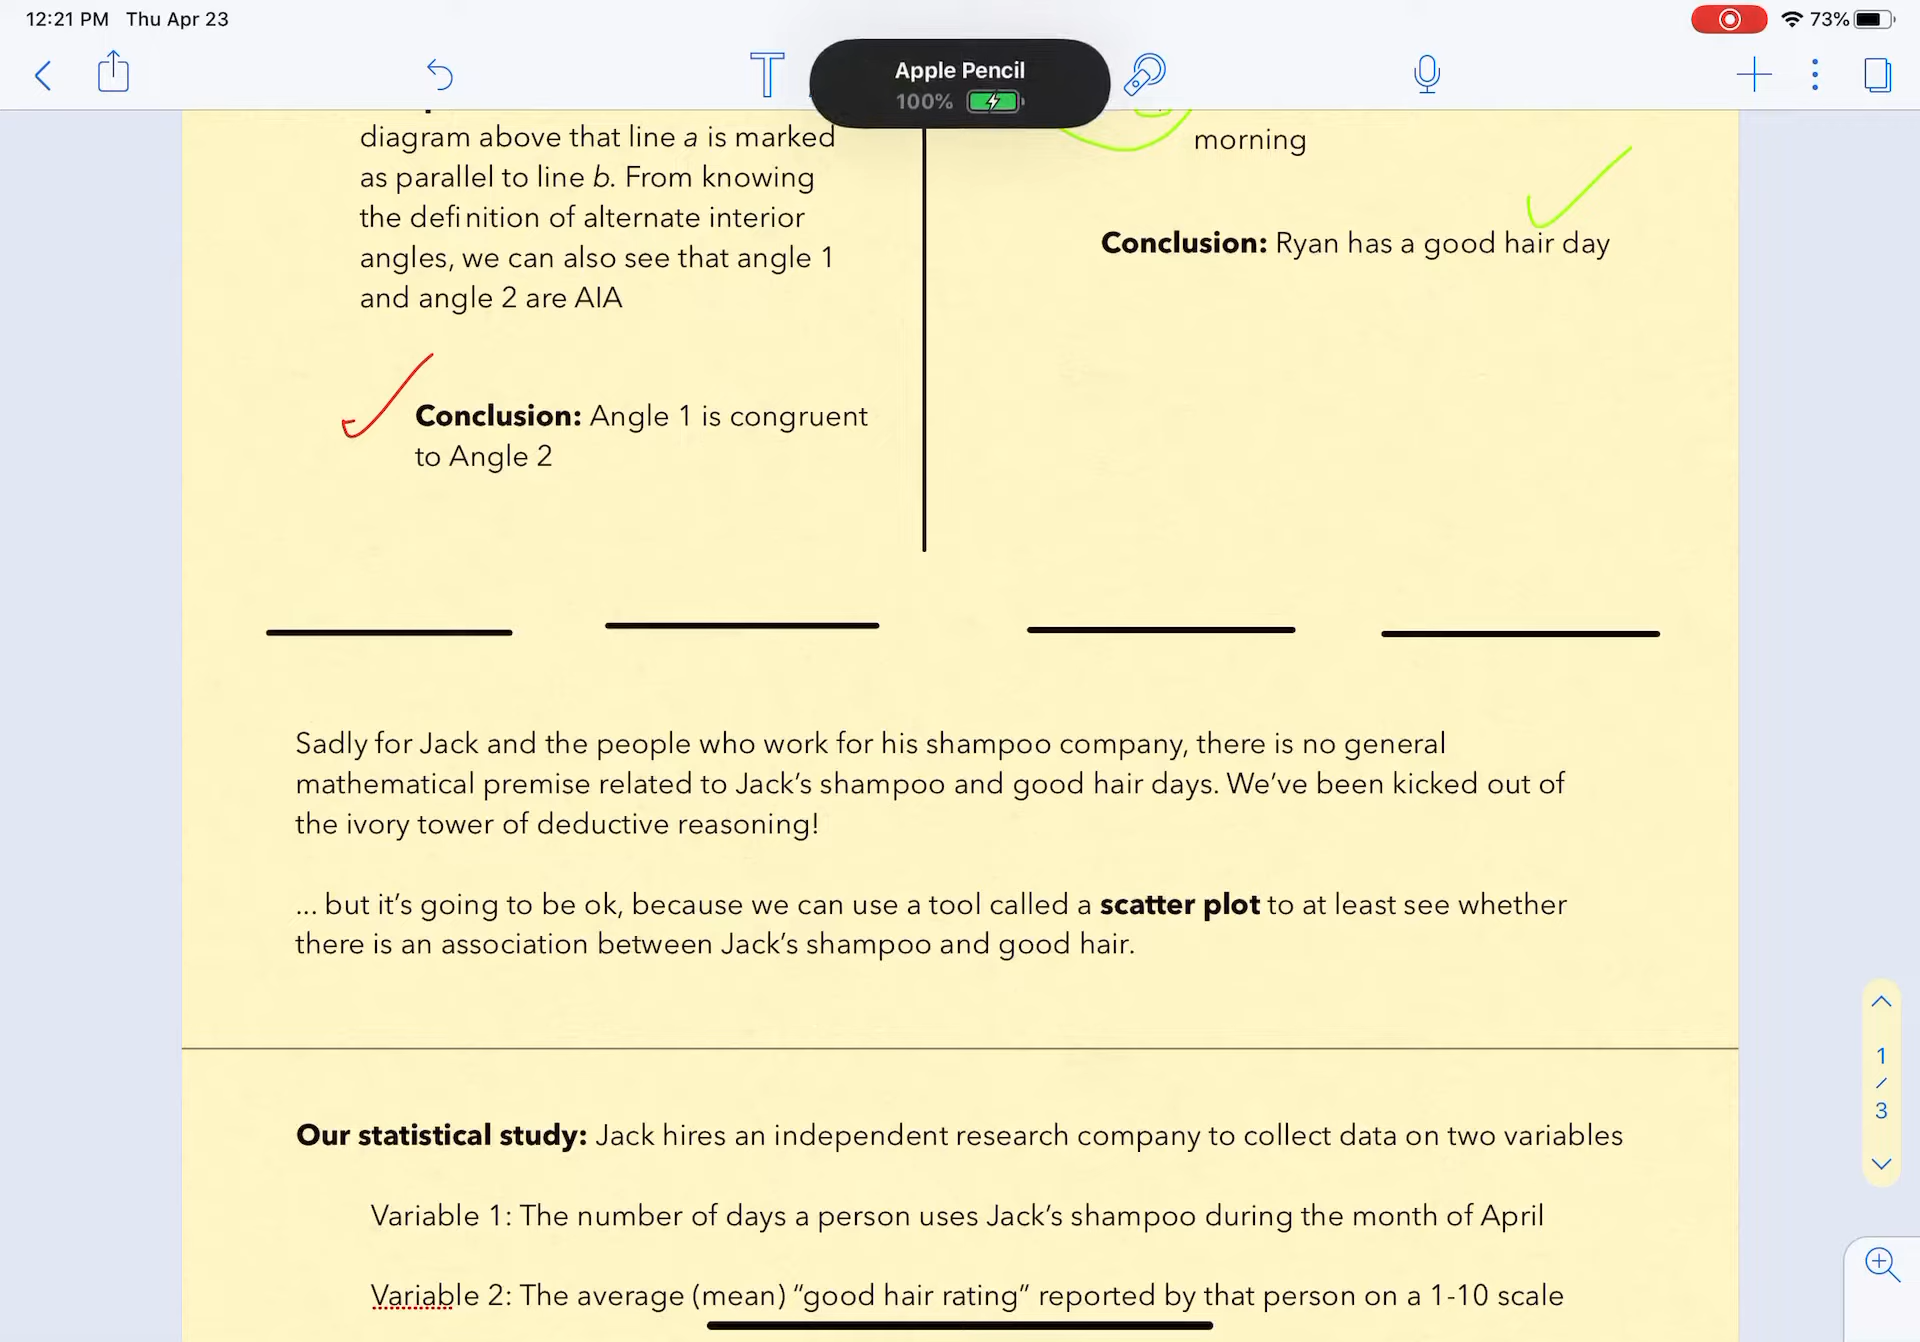 12:21 PM Thu Apr 23
73%
Apple Pencil
100%
diagram above that line a is marked
as parallel to line b. From knowing
the definition of alternate interior
angles, we can also see that angle 1
and angle 2 are AIA
Conclusion: Angle 1 is congruent
to Angle 2
morning
Conclusion: Ryan has a good hair day
Sadly for Jack and the people who work for his shampoo company, there is no general
mathematical premise related to Jack’s shampoo and good hair days. We’ve been kicked out of
the ivory tower of deductive reasoning!
... but it’s going to be ok, because we can use a tool called a scatter plot to at least see whether
there is an association between Jack’s shampoo and good hair.
Our statistical study: Jack hires an independent research company to collect data on two variables
Variable 1: The number of days a person uses Jack’s shampoo during the month of April
Variable 2: The average (mean) “good hair rating” reported by that person on a 1-10 scale
1
/
3